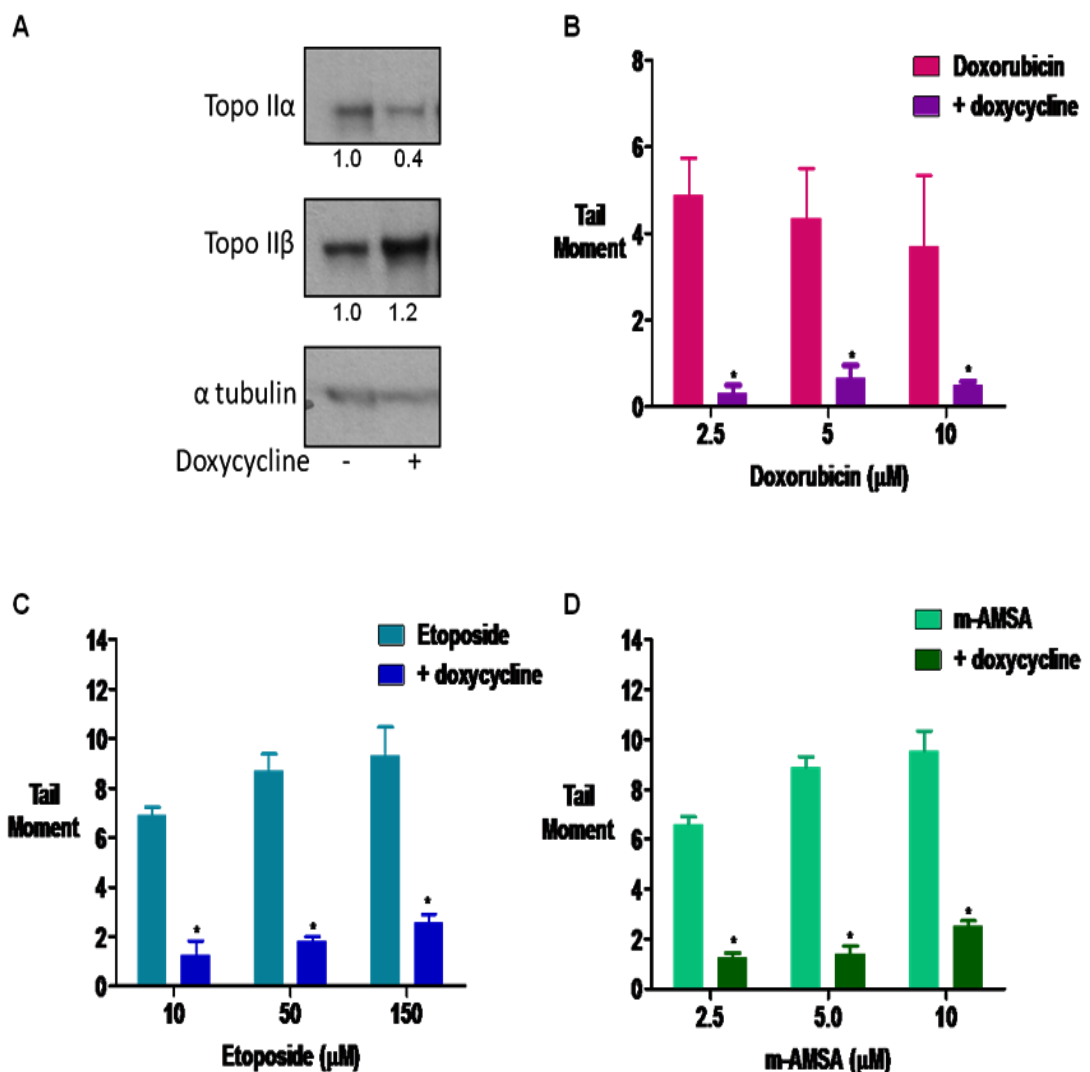 A
Topo IIα
1.0 0.4
Topo IIβ
1.0 1.2
α tubulin
Doxycycline - +
B
8
6
4
2
0
Tail
Moment
Doxorubicin
+ doxycycline
* * *
2.5 5 10
Doxorubicin (μM)
C
14
12
10
8
6
4
2
0
Tail
Moment
Etoposide
+ doxycycline
* * *
10 50 150
Etoposide (μM)
D
14
12
10
8
6
4
2
0
Tail
Moment
m-AMSA
+ doxycycline
* * *
2.5 5.0 10
m-AMSA (μM)